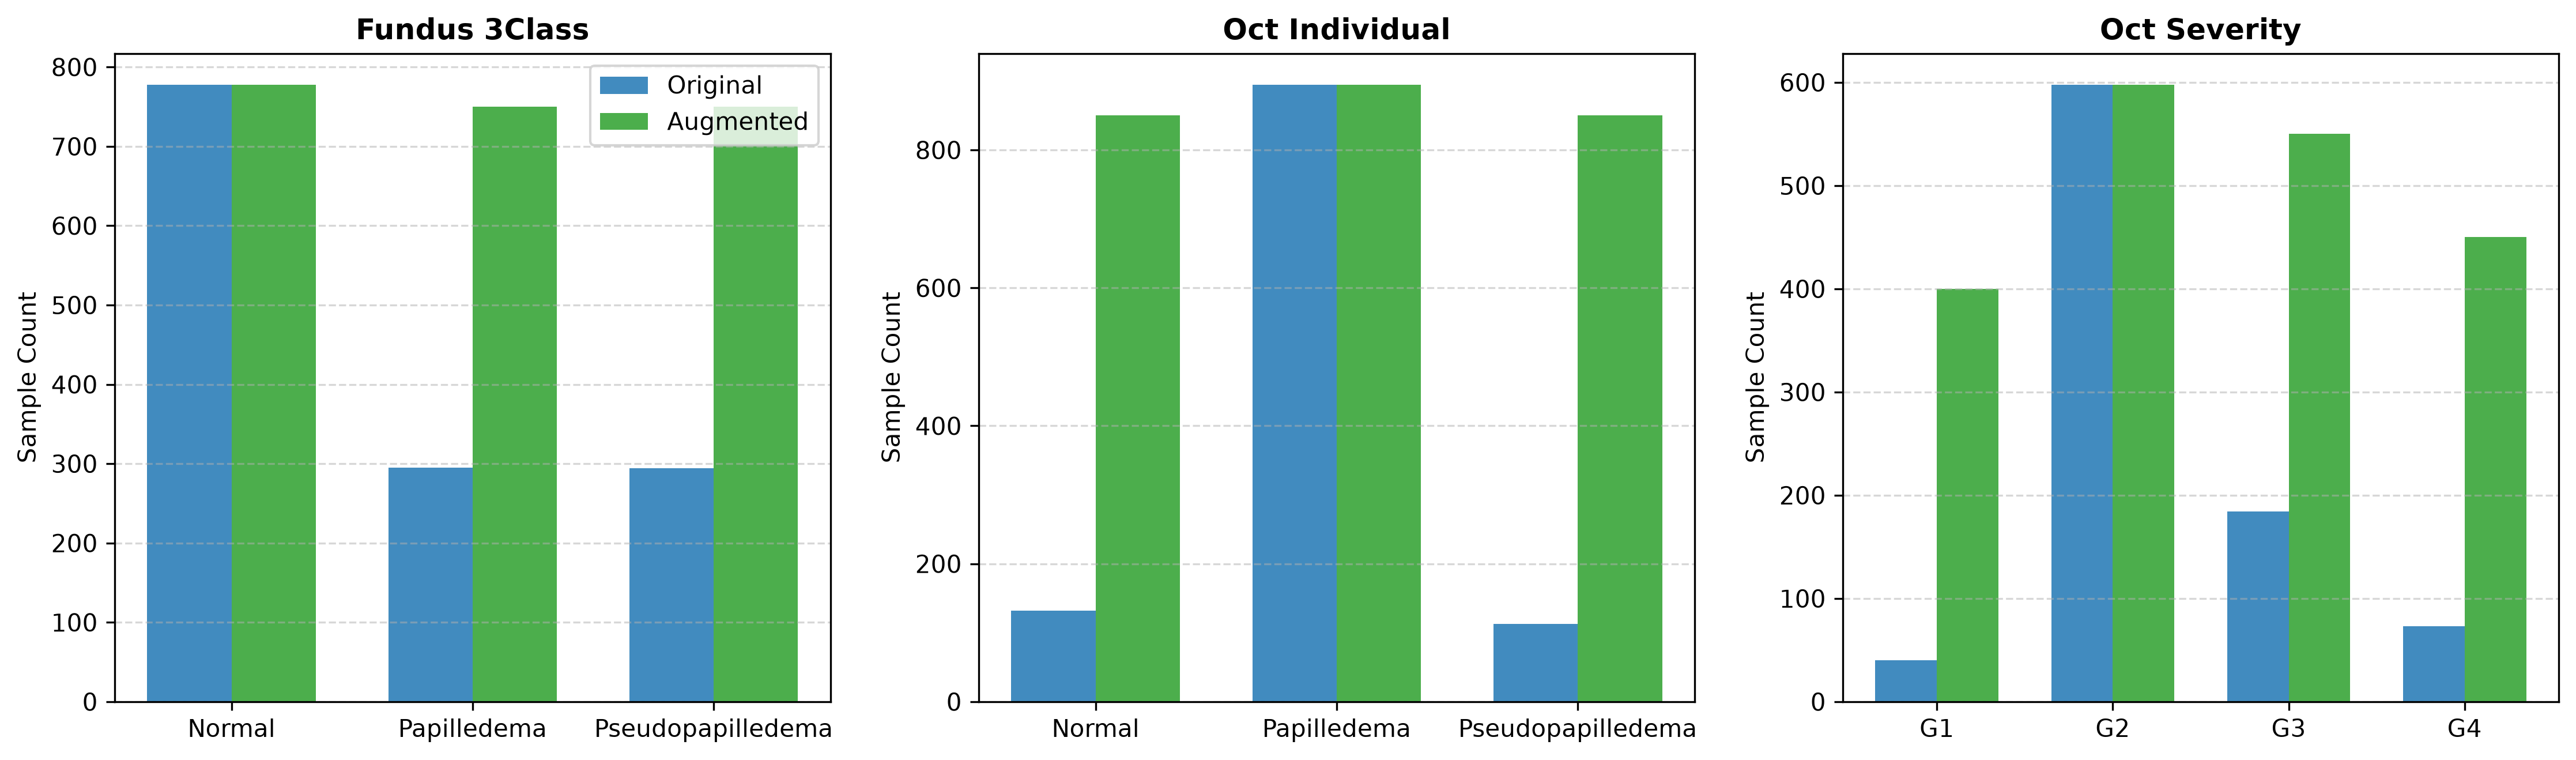 Fundus 3Class
Sample Count
800
700
600
500
400
300
200
100
0
Original
Augmented
Normal
Papilledema
Pseudopapilledema
Oct Individual
Sample Count
800
600
400
200
0
Normal
Papilledema
Pseudopapilledema
Oct Severity
Sample Count
600
500
400
300
200
100
0
G1
G2
G3
G4